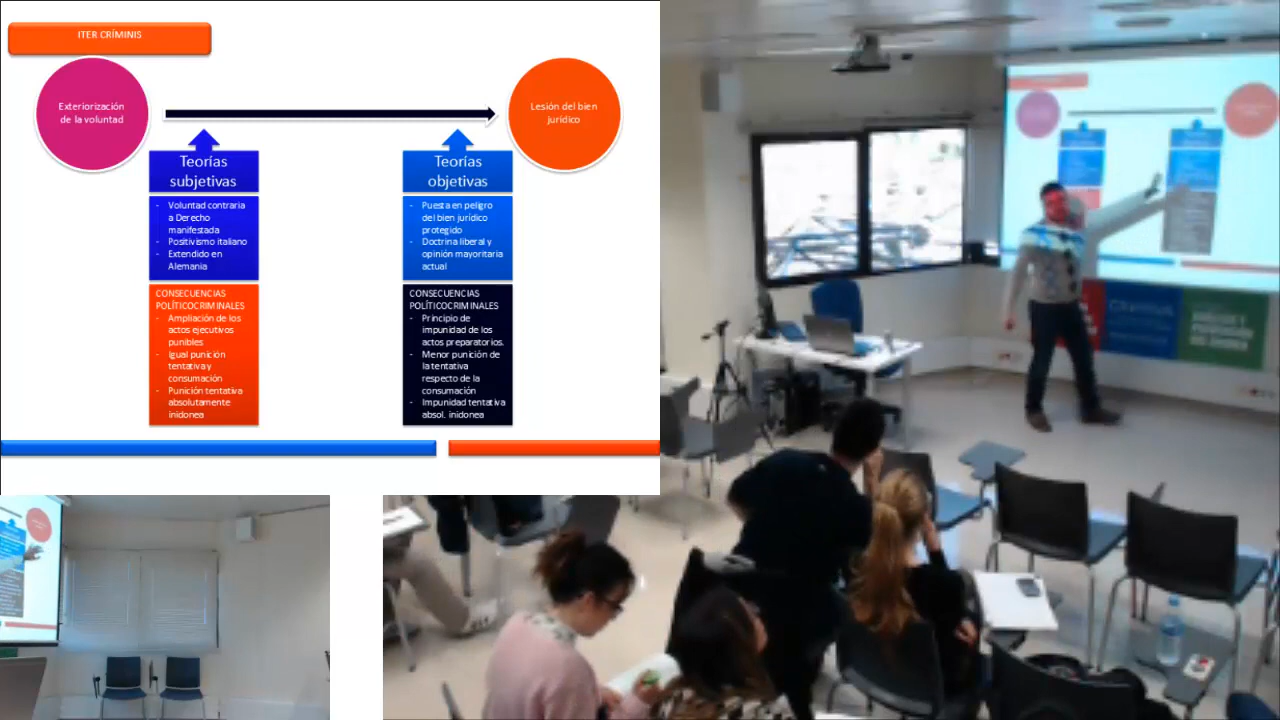 ITER CRÍMINIS
Exteriorización
de la voluntad
Lesión del bien
jurídico
Teorías
subjetivas
- Voluntad contraria
a Derecho
manifestada
- Positivismo italiano
- Extendido en
Alemania
CONSECUENCIAS
POLÍTICOCRIMINALES
- Ampliación de los
actos ejecutivos
punibles
- Igual punición
tentativa y
consumación
- Punición tentativa
absolutamente
inidonea
Teorías
objetivas
- Puesta en peligro
del bien jurídico
protegido
- Doctrina liberal y
opinión mayoritaria
actual
CONSECUENCIAS
POLÍTICOCRIMINALES
- Principio de
impunidad de los
actos preparatorios.
- Menor punición de
la tentativa
respecto de la
consumación
- Impunidad tentativa
absol. inidonea